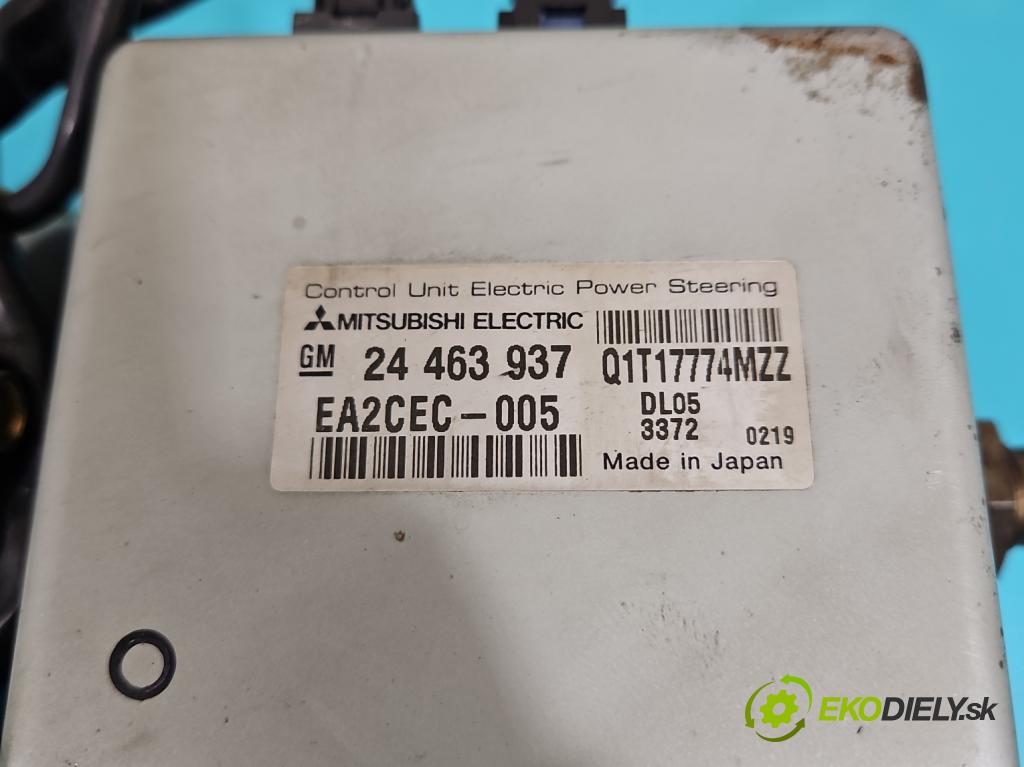 Control Unit Electric Power Steering
MITSUBISHI ELECTRIC
GM 24 463 937 Q1T17774MZZ
EA2CEC-005 DL05
3372 0219
Made in Japan
EKODIELY.sk